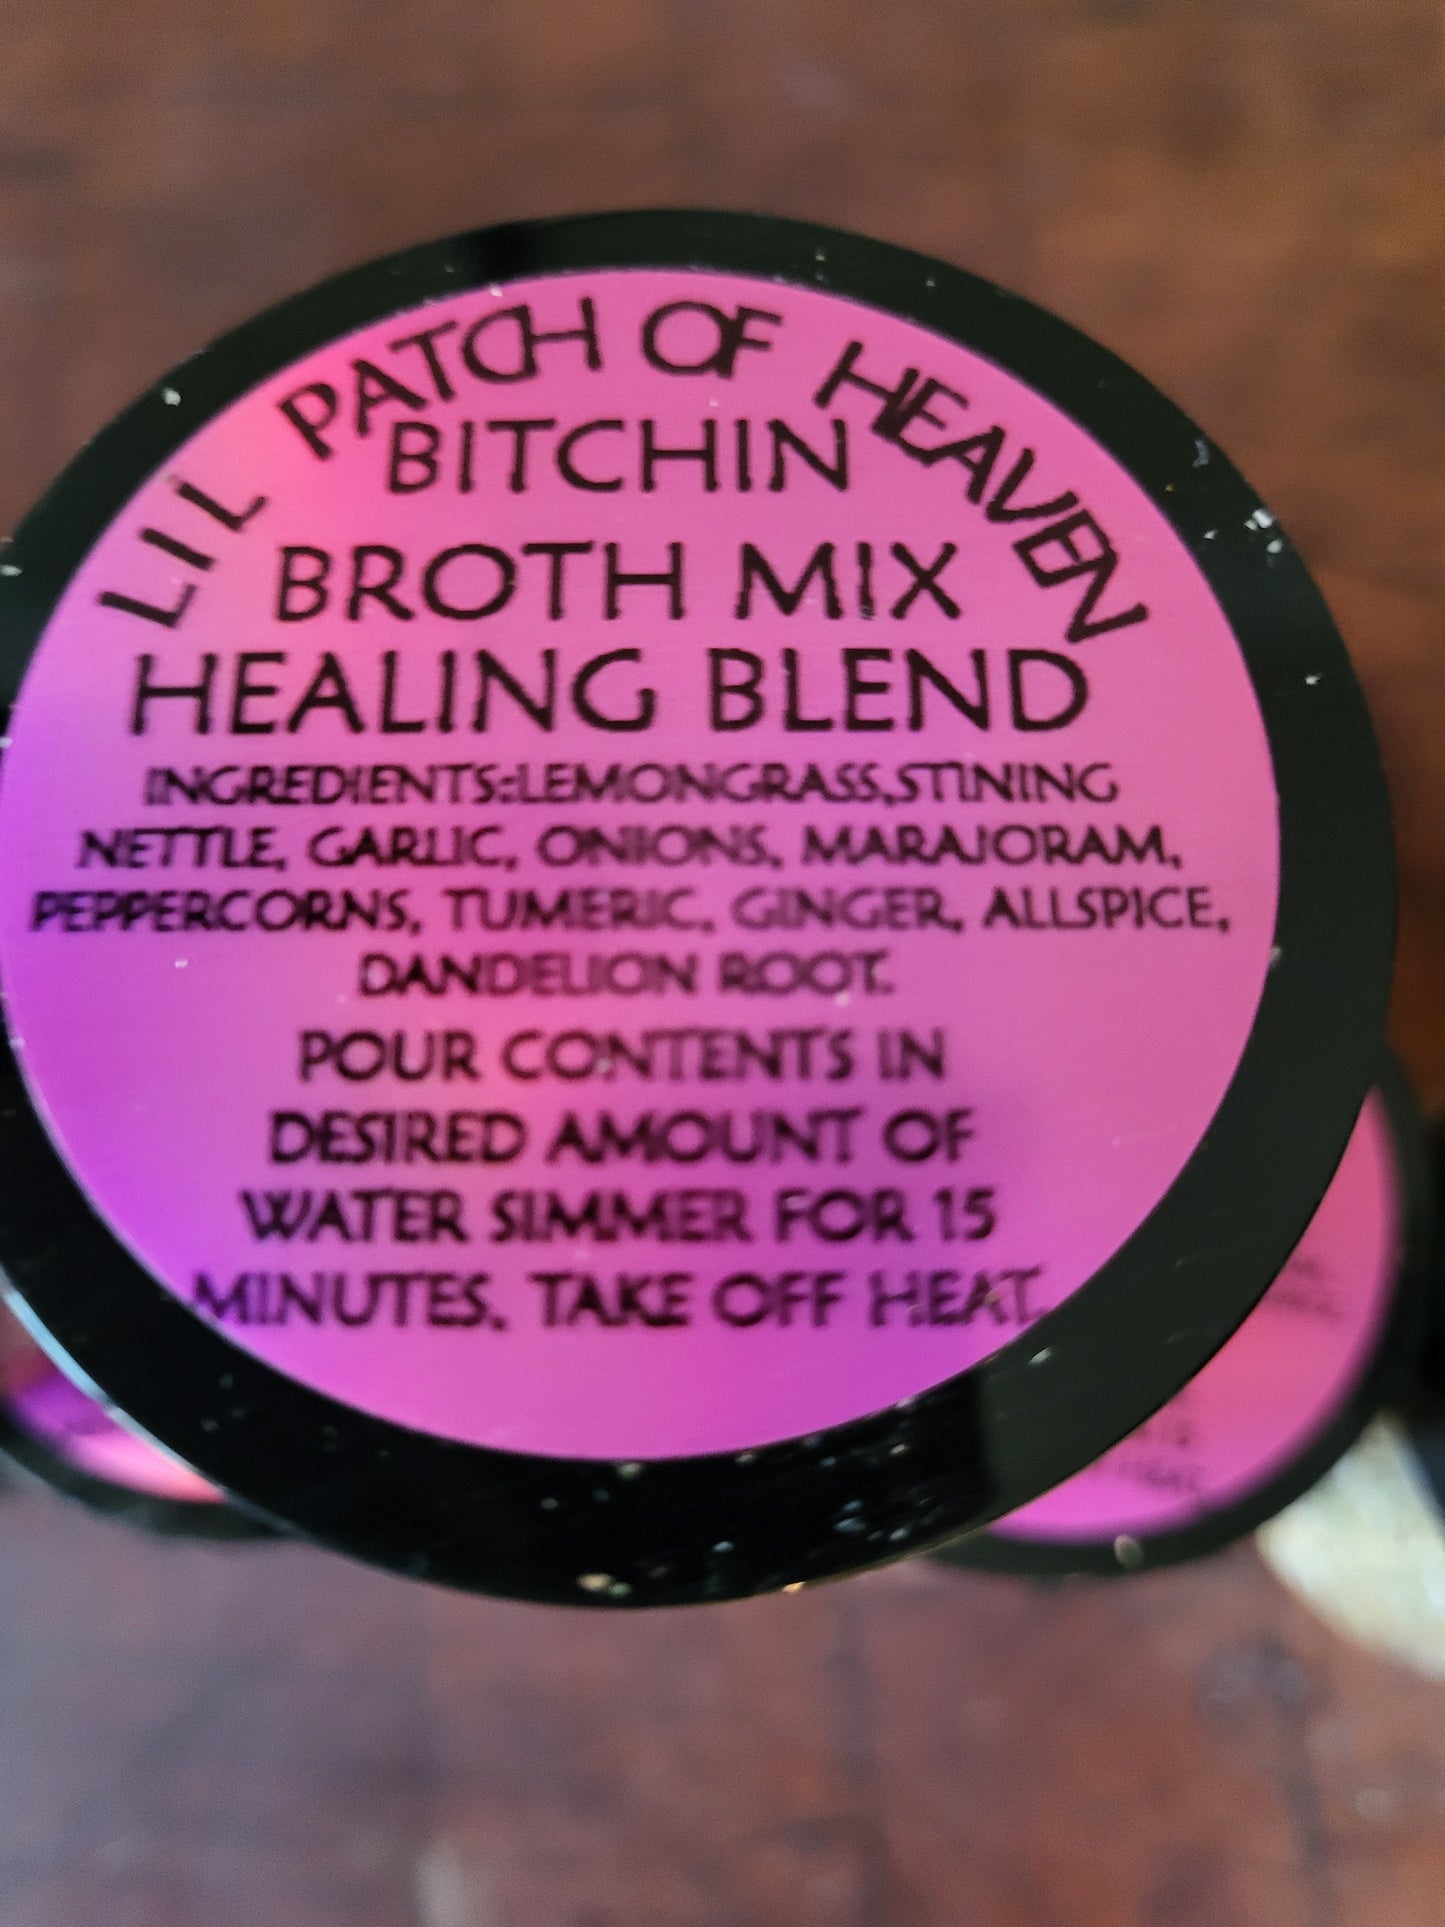 LIL PATCH OF HEAVEN
BITCHIN
BROTH MIX
HEALING BLEND
INGREDIENTS:LEMONGRASS,STINING
NETTLE, GARLIC, ONIONS, MARAJORAM,
PEPPERCORNS, TUMERIC, GINGER, ALLSPICE,
DANDELION ROOT.
POUR CONTENTS IN
DESIRED AMOUNT OF
WATER SIMMER FOR 15
MINUTES, TAKE OFF HEAT.